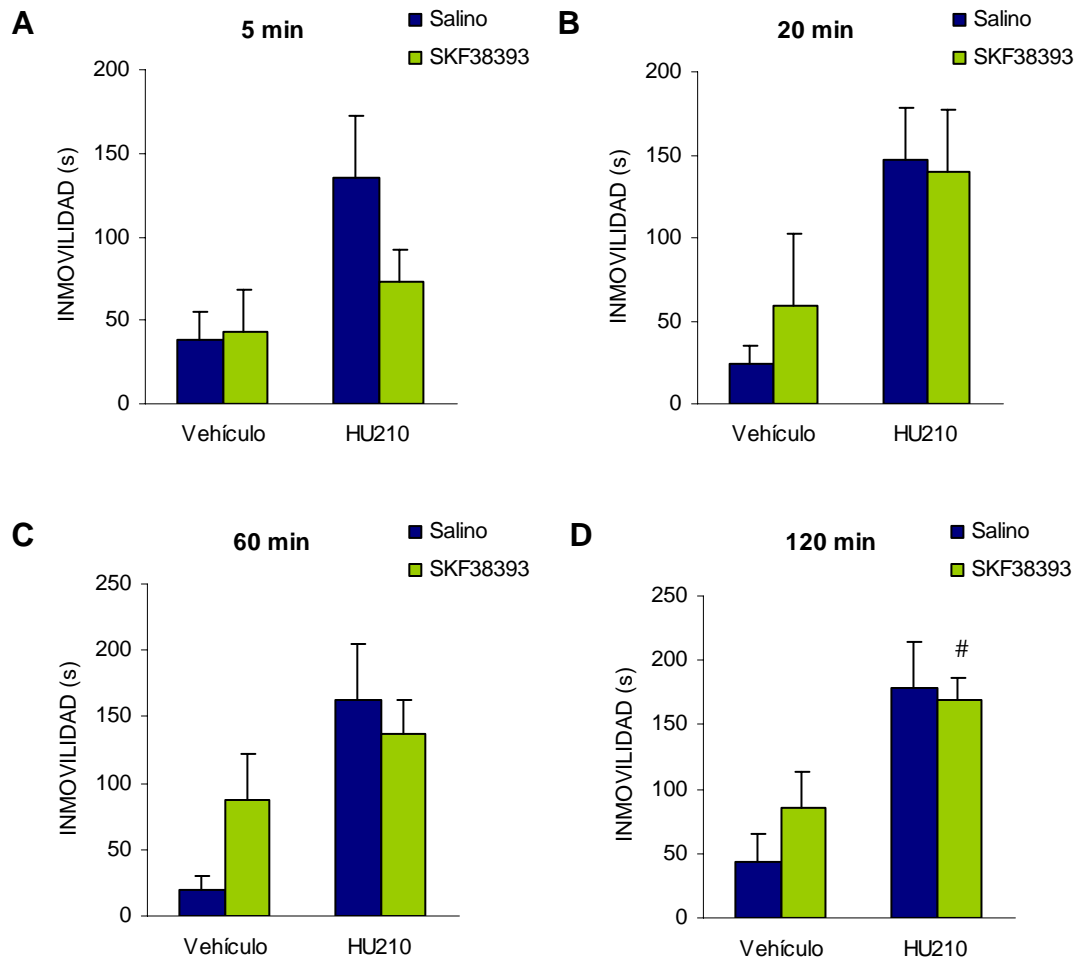 A
5 min
Salino
SKF38393
INMOVILIDAD (s)
200
150
100
50
0
Vehículo HU210
B
20 min
Salino
SKF38393
INMOVILIDAD (s)
200
150
100
50
0
Vehículo HU210
C
60 min
Salino
SKF38393
INMOVILIDAD (s)
250
200
150
100
50
0
Vehículo HU210
D
120 min
Salino
SKF38393
INMOVILIDAD (s)
250
200
150
100
50
0
#
Vehículo HU210